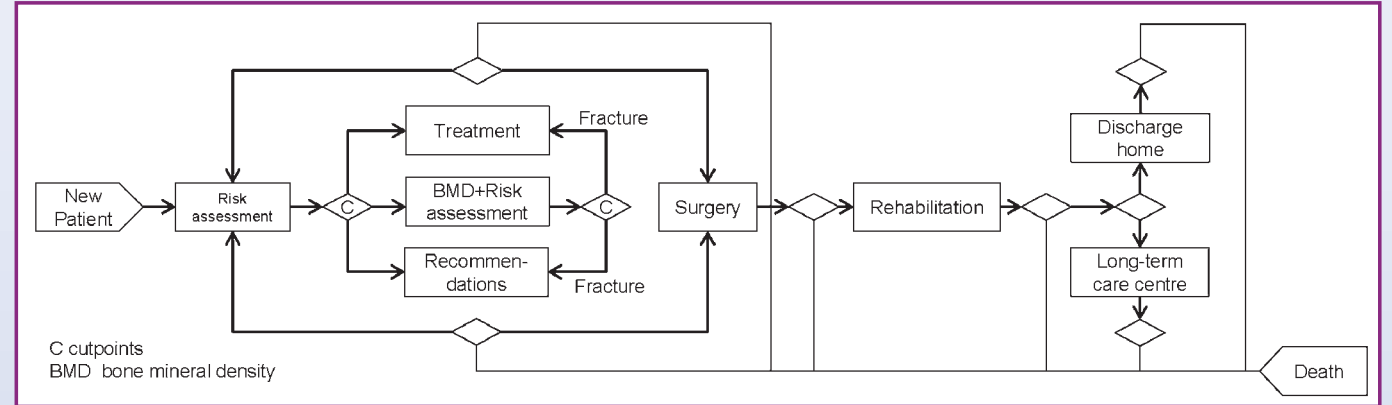 New
Patient
Risk
assessment
C
Treatment
BMD+Risk
assessment
Recommen-
dations
Fracture
C
Fracture
Surgery
Rehabilitation
Discharge
home
Long-term
care centre
Death
C cutpoints
BMD bone mineral density